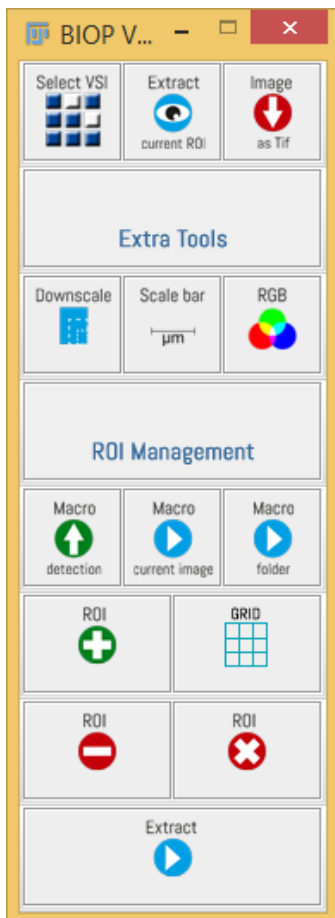 BIOP V...
Select VSI
Extract
current ROI
Image
as Tif
Extra Tools
Downscale
Scale bar
µm
RGB
ROI Management
Macro
detection
Macro
current image
Macro
folder
ROI
GRID
ROI
ROI
Extract